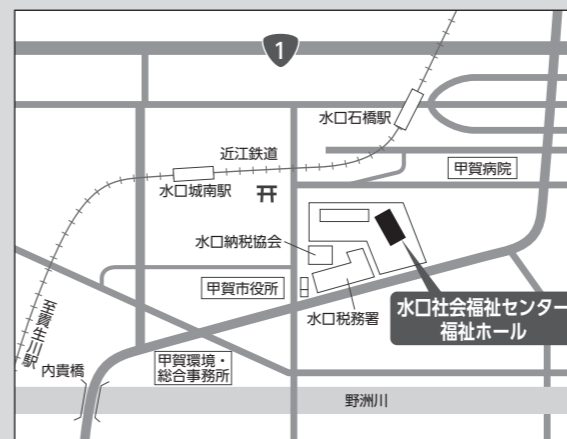 1
水口石橋駅
近江鉄道
甲賀病院
水口城南駅
水口納税協会
甲賀市役所
水口社会福祉センター
福祉ホール
水口税務署
至貴生川駅
甲賀環境・
総合事務所
内貴橋
野洲川